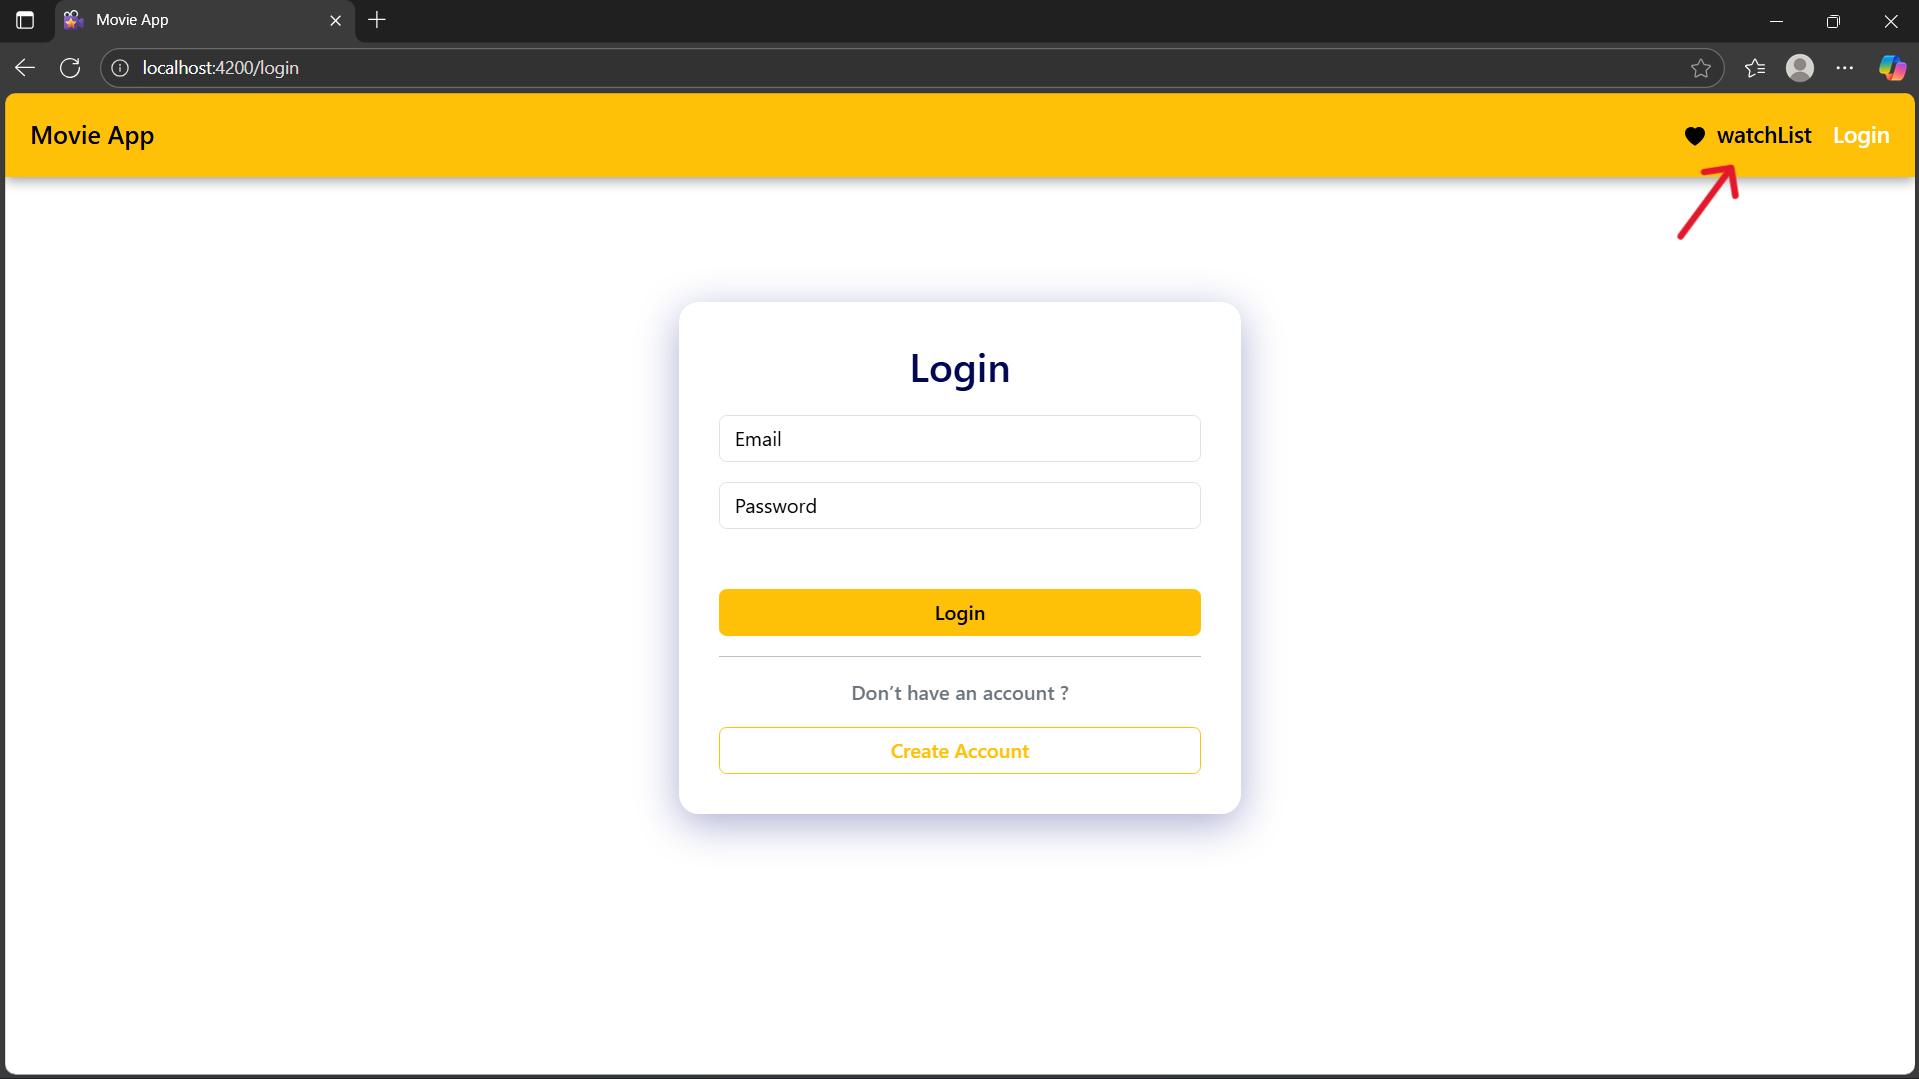 Movie App
localhost:4200/login
Movie App
watchList Login
Login
Email
Password
Login
Don't have an account ?
Create Account